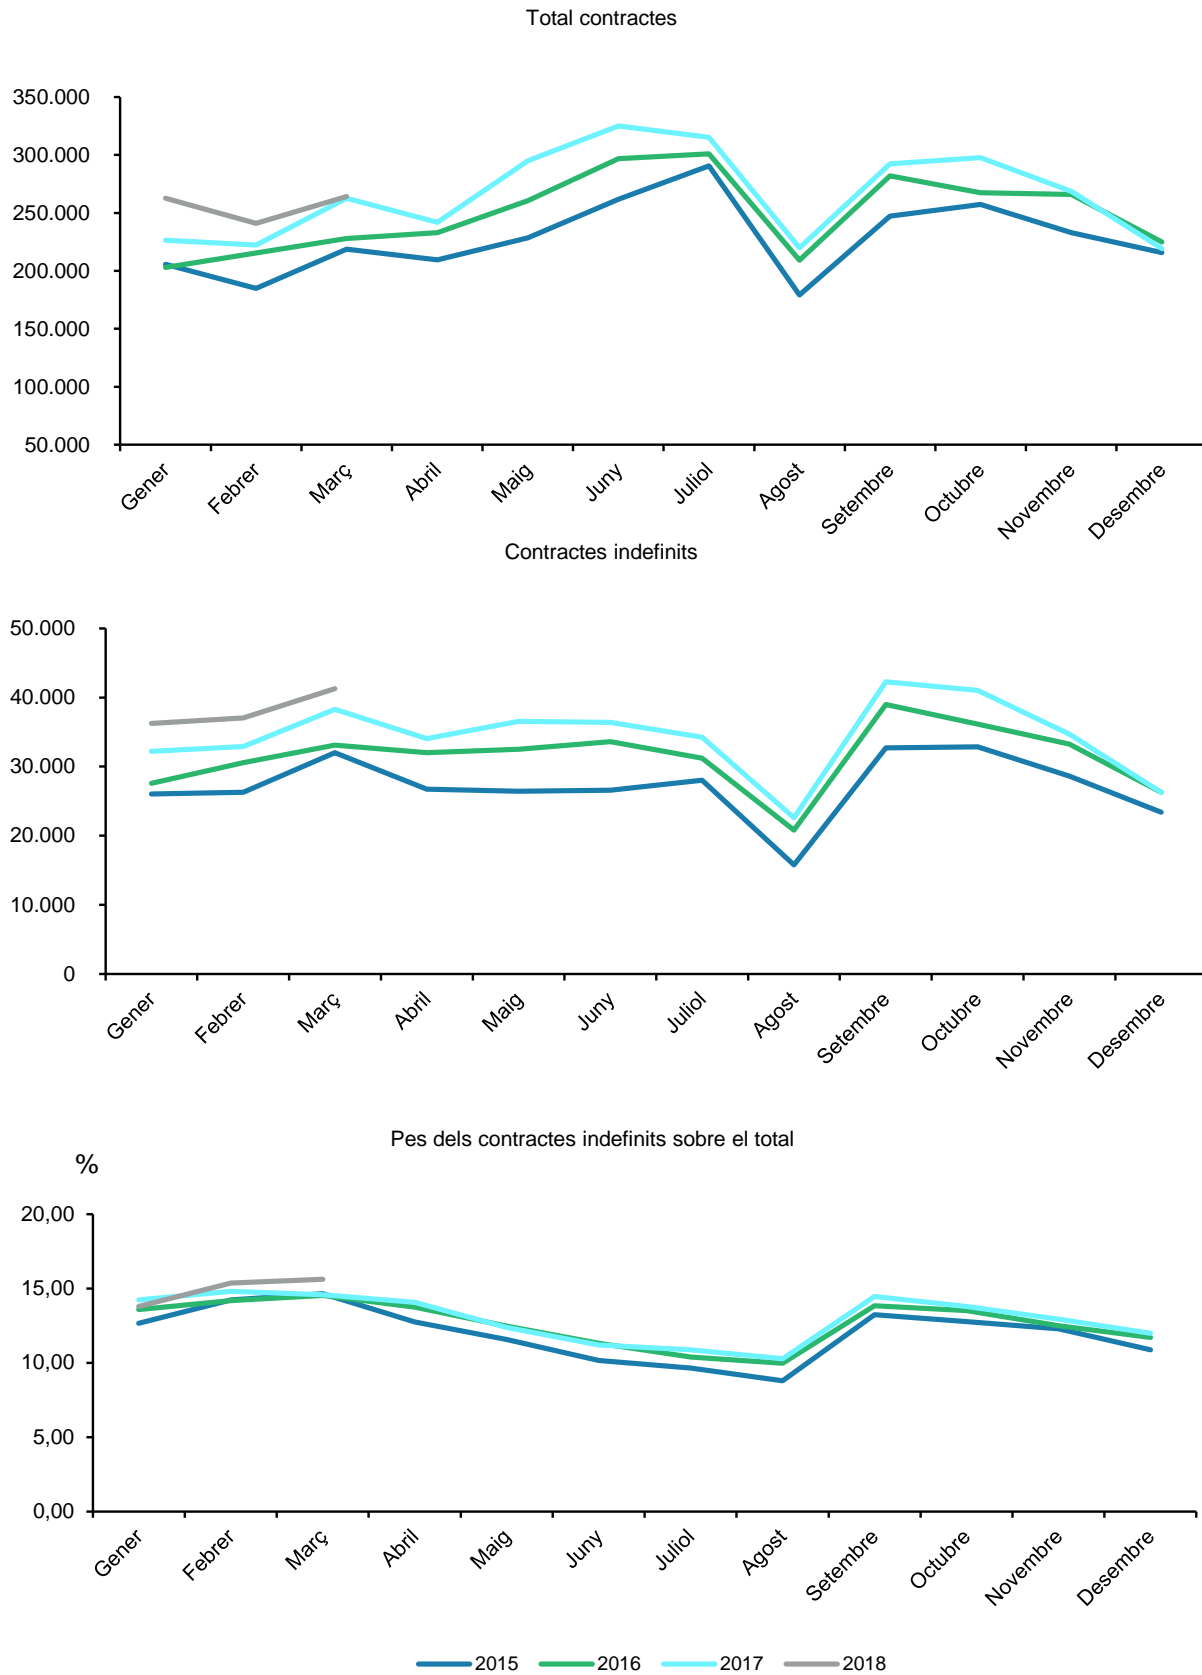 Total contractes
350.000
300.000
250.000
200.000
150.000
100.000
50.000
Gener
Febrer
Març
Abril
Maig
Juny
Juliol
Agost
Setembre
Octubre
Novembre
Desembre
Contractes indefinits
50.000
40.000
30.000
20.000
10.000
0
Gener
Febrer
Març
Abril
Maig
Juny
Juliol
Agost
Setembre
Octubre
Novembre
Desembre
Pes dels contractes indefinits sobre el total
%
20,00
15,00
10,00
5,00
0,00
Gener
Febrer
Març
Abril
Maig
Juny
Juliol
Agost
Setembre
Octubre
Novembre
Desembre
2015 2016 2017 2018